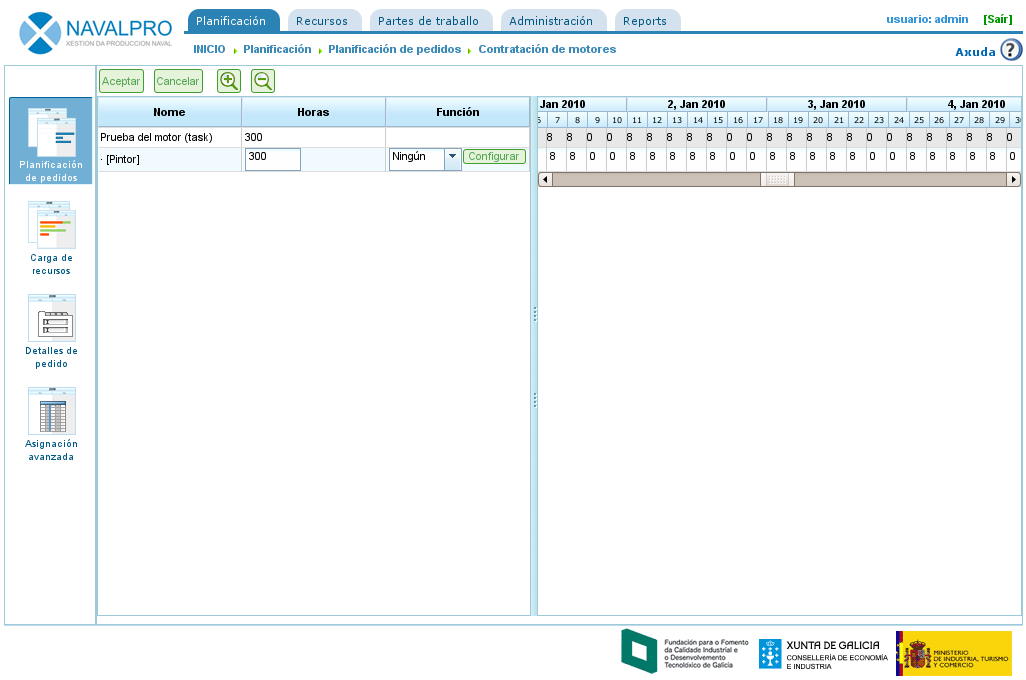 NAVALPRO
XESTION DA PRODUCCION NAVAL
Planificación Recursos Partes de traballo Administración Reports
usuario: admin [Saír]
INICIO Planificación Planificación de pedidos Contratación de motores
Axuda ?
Aceptar Cancelar
Planificación
de pedidos
Carga de
recursos
Detalles de
pedido
Asignación
avanzada
Nome Horas Función
Prueba del motor (task) 300
· [Pintor] 300 Ningún Configurar
Jan 2010 2, Jan 2010 3, Jan 2010 4, Jan 2010
7 8 9 10 11 12 13 14 15 16 17 18 19 20 21 22 23 24 25 26 27 28 29
8 8 0 0 8 8 8 8 8 0 0 8 8 8 8 8 0 0 8 8 8 8 8 0
8 8 0 0 8 8 8 8 8 0 0 8 8 8 8 8 0 0 8 8 8 8 8 0
Fundación para o Fomento
da Calidade Industrial e
o Desenvolvemento
Tecnolóxico de Galicia
XUNTA DE GALICIA
CONSELLERÍA DE ECONOMÍA
E INDUSTRIA
MINISTERIO
DE INDUSTRIA, TURISMO
Y COMERCIO